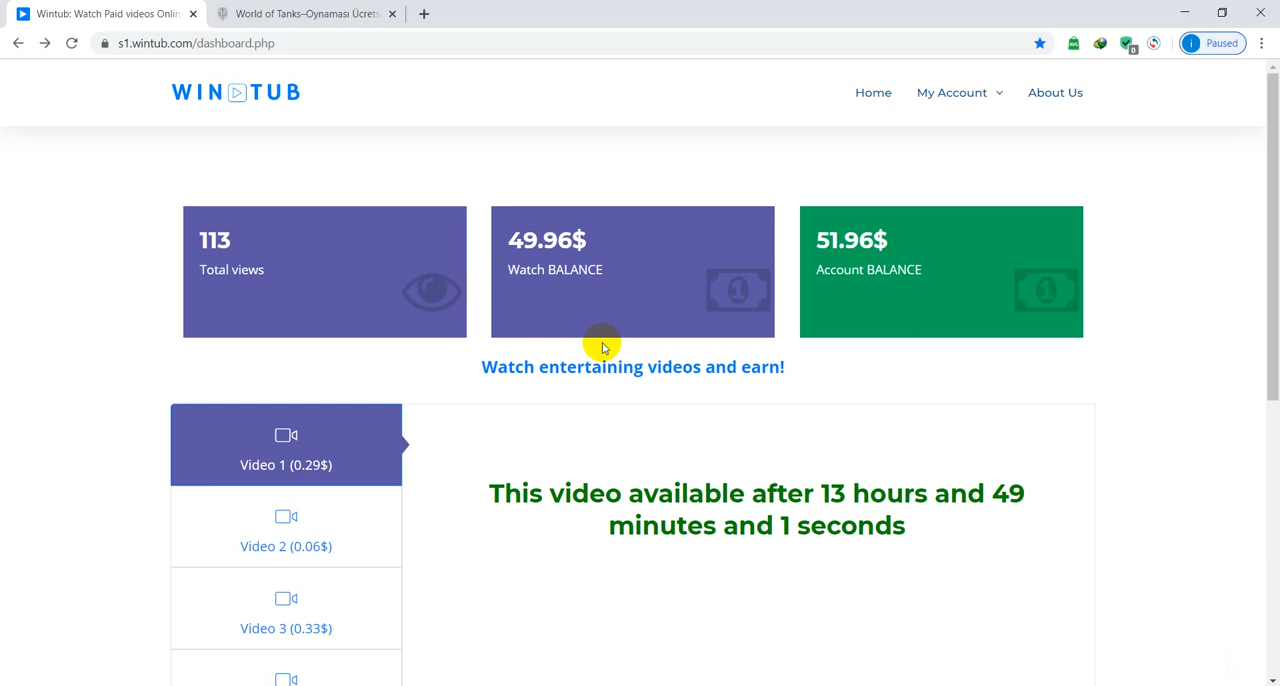 Wintub: Watch Paid videos Onlin
World of Tanks–Oynaması Ücrets
s1.wintub.com/dashboard.php
0
i Paused
WIN TUB
Home
My Account
About Us
113
Total views
49.96$
Watch BALANCE
1
51.96$
Account BALANCE
1
Watch entertaining videos and earn!
Video 1 (0.29$)
Video 2 (0.06$)
Video 3 (0.33$)
This video available after 13 hours and 49
minutes and 1 seconds